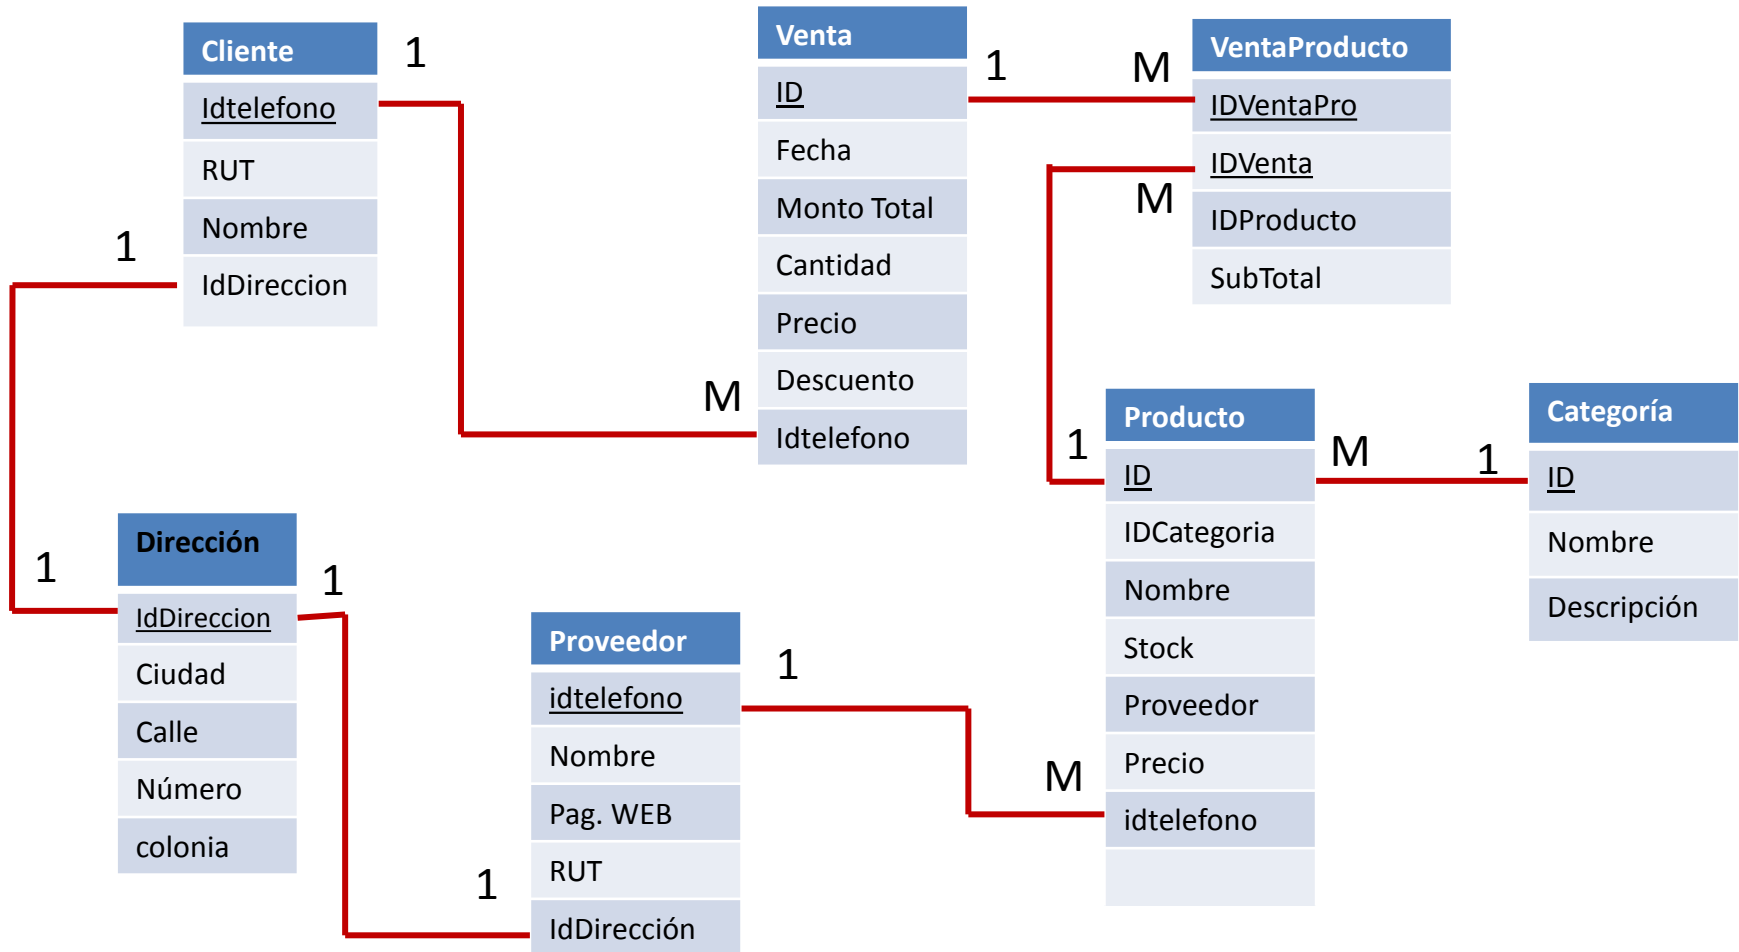 Cliente
Idtelefono
RUT
Nombre
IdDireccion
1
1
Venta
ID
Fecha
Monto Total
Cantidad
Precio
Descuento
Idtelefono
M
1
M
VentaProducto
IDVentaPro
IDVenta
IDProducto
SubTotal
M
1
Producto
ID
IDCategoria
Nombre
Stock
Proveedor
Precio
idtelefono
M
1
Categoría
ID
Nombre
Descripción
1
Dirección
IdDireccion
Ciudad
Calle
Número
colonia
1
1
Proveedor
idtelefono
Nombre
Pag. WEB
RUT
IdDirección
1
M